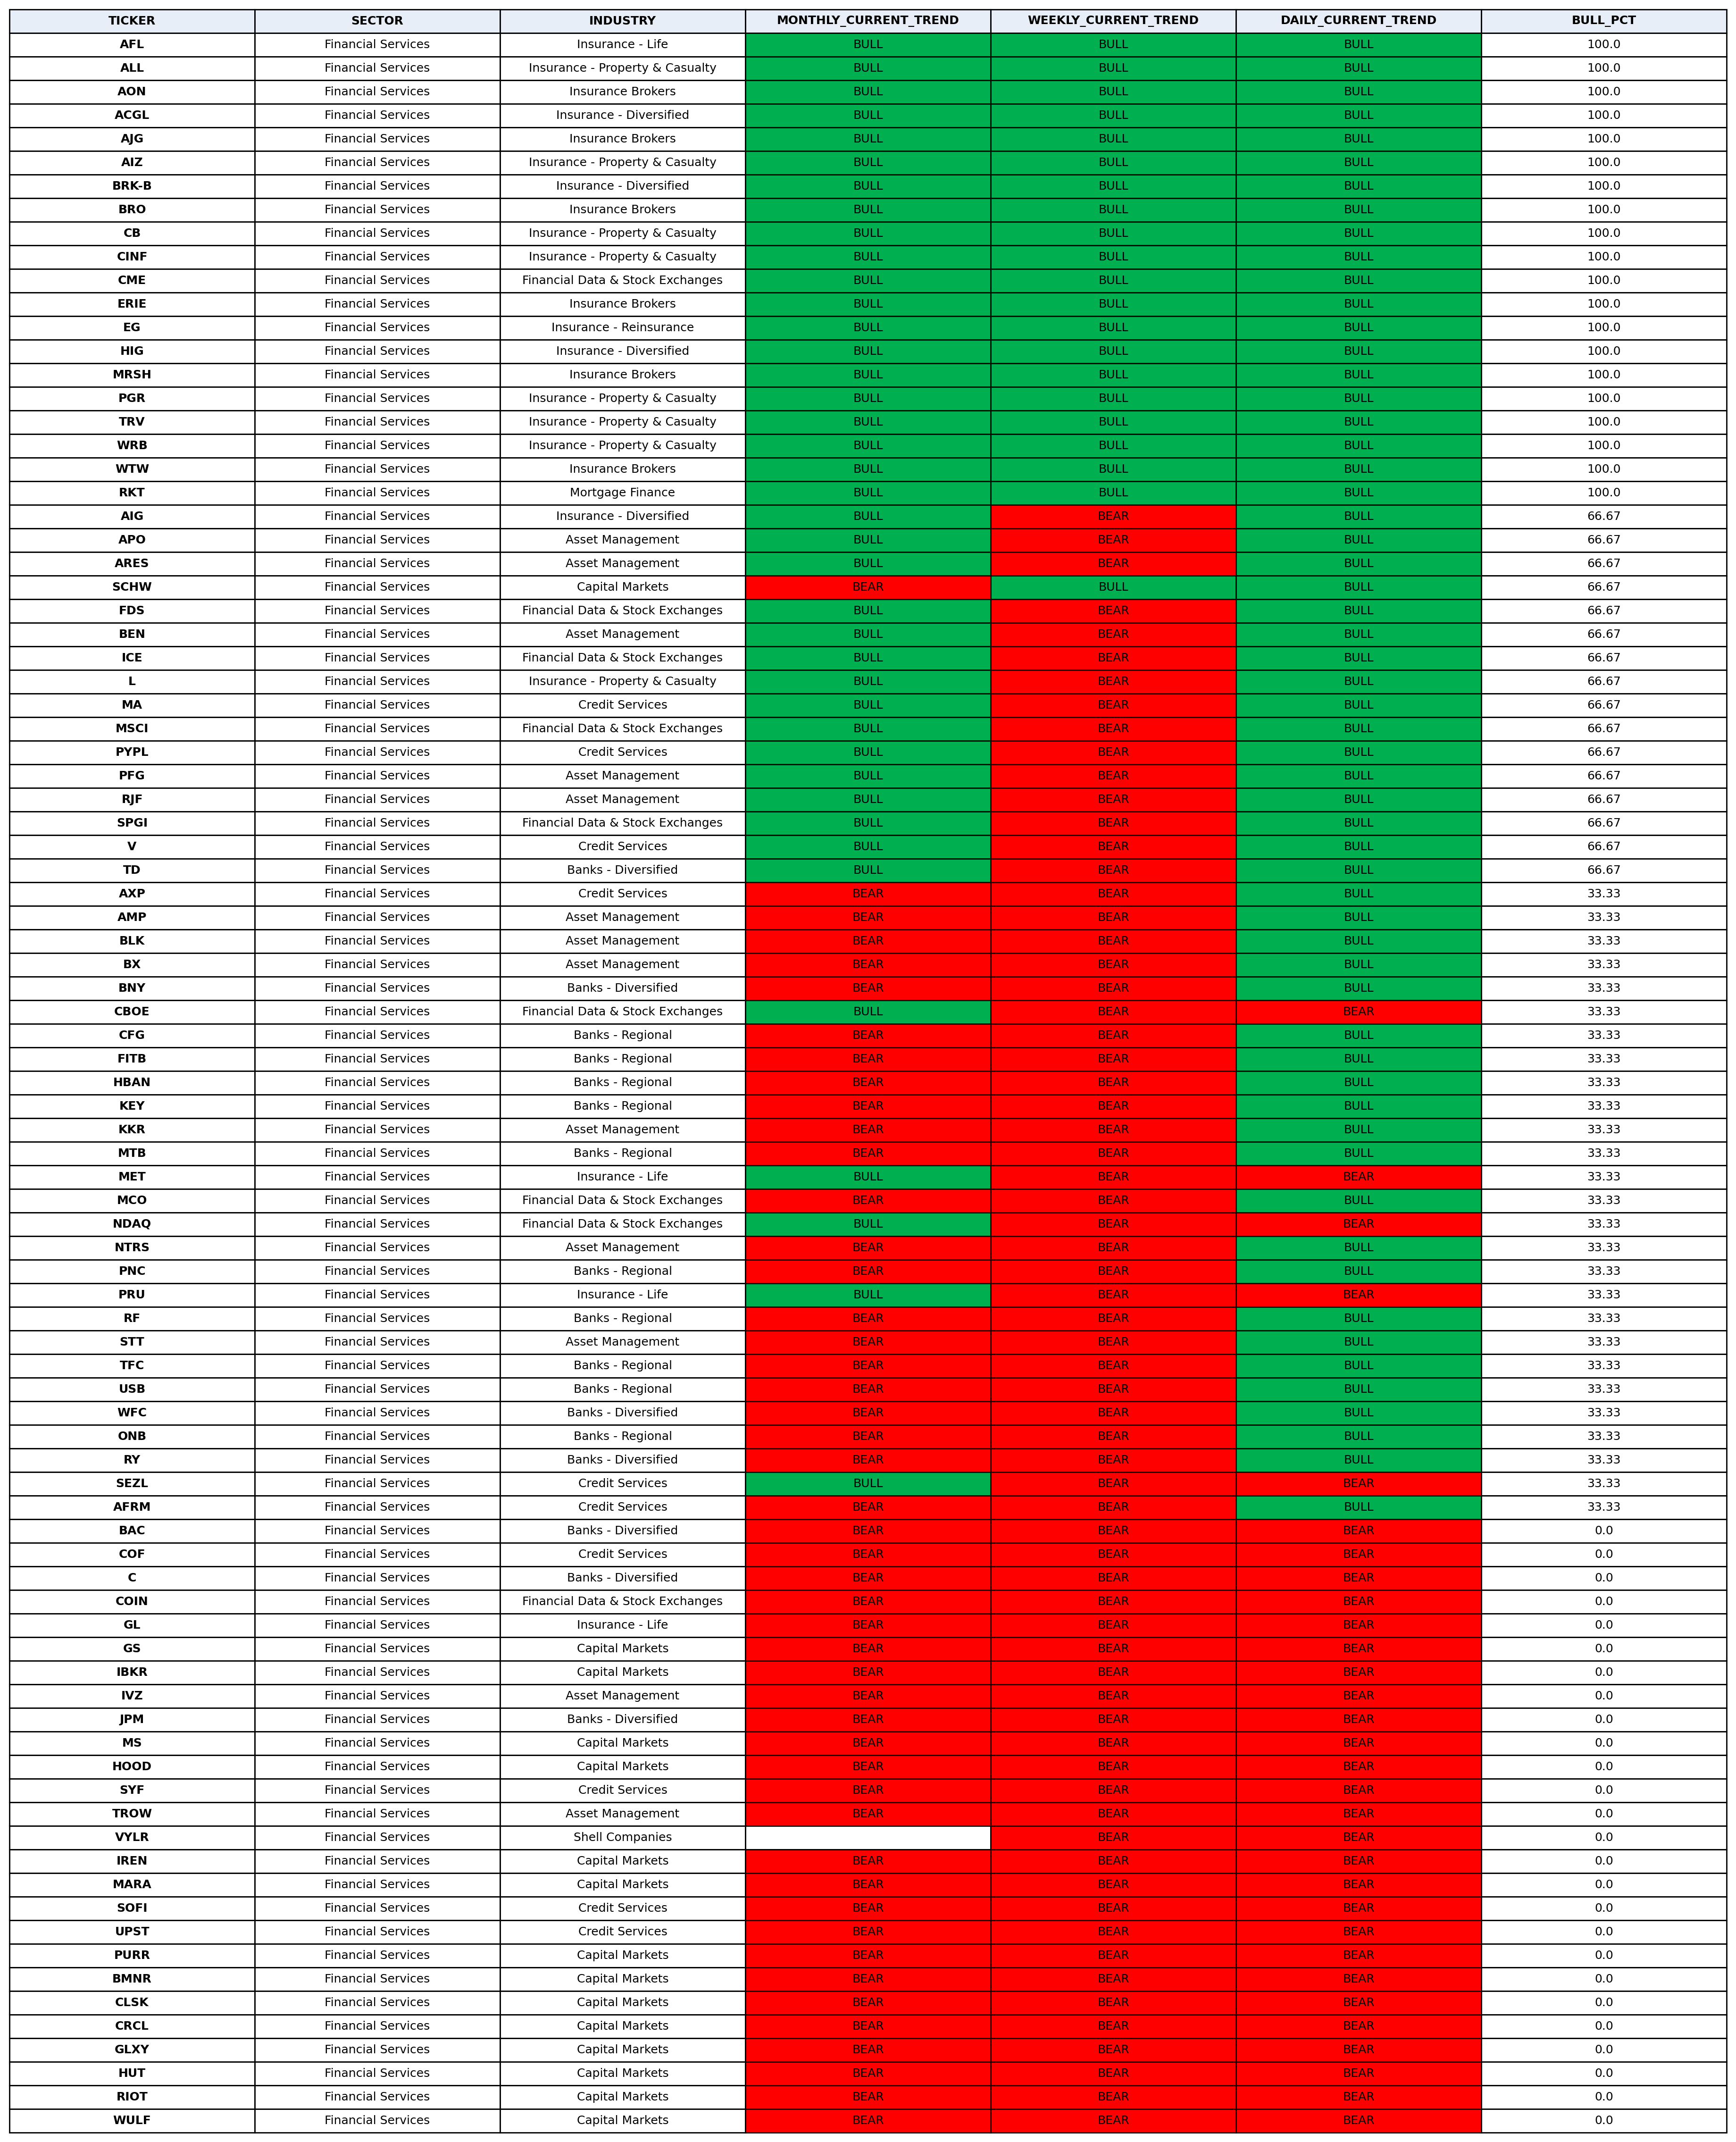 TICKER SECTOR INDUSTRY MONTHLY_CURRENT_TREND WEEKLY_CURRENT_TREND DAILY_CURRENT_TREND BULL_PCT
AFL Financial Services Insurance - Life BULL BULL BULL 100.0
ALL Financial Services Insurance - Property & Casualty BULL BULL BULL 100.0
AON Financial Services Insurance Brokers BULL BULL BULL 100.0
ACGL Financial Services Insurance - Diversified BULL BULL BULL 100.0
AJG Financial Services Insurance Brokers BULL BULL BULL 100.0
AIZ Financial Services Insurance - Property & Casualty BULL BULL BULL 100.0
BRK-B Financial Services Insurance - Diversified BULL BULL BULL 100.0
BRO Financial Services Insurance Brokers BULL BULL BULL 100.0
CB Financial Services Insurance - Property & Casualty BULL BULL BULL 100.0
CINF Financial Services Insurance - Property & Casualty BULL BULL BULL 100.0
CME Financial Services Financial Data & Stock Exchanges BULL BULL BULL 100.0
ERIE Financial Services Insurance Brokers BULL BULL BULL 100.0
EG Financial Services Insurance - Reinsurance BULL BULL BULL 100.0
HIG Financial Services Insurance - Diversified BULL BULL BULL 100.0
MRSH Financial Services Insurance Brokers BULL BULL BULL 100.0
PGR Financial Services Insurance - Property & Casualty BULL BULL BULL 100.0
TRV Financial Services Insurance - Property & Casualty BULL BULL BULL 100.0
WRB Financial Services Insurance - Property & Casualty BULL BULL BULL 100.0
WTW Financial Services Insurance Brokers BULL BULL BULL 100.0
RKT Financial Services Mortgage Finance BULL BULL BULL 100.0
AIG Financial Services Insurance - Diversified BULL BEAR BULL 66.67
APO Financial Services Asset Management BULL BEAR BULL 66.67
ARES Financial Services Asset Management BULL BEAR BULL 66.67
SCHW Financial Services Capital Markets BEAR BULL BULL 66.67
FDS Financial Services Financial Data & Stock Exchanges BULL BEAR BULL 66.67
BEN Financial Services Asset Management BULL BEAR BULL 66.67
ICE Financial Services Financial Data & Stock Exchanges BULL BEAR BULL 66.67
L Financial Services Insurance - Property & Casualty BULL BEAR BULL 66.67
MA Financial Services Credit Services BULL BEAR BULL 66.67
MSCI Financial Services Financial Data & Stock Exchanges BULL BEAR BULL 66.67
PYPL Financial Services Credit Services BULL BEAR BULL 66.67
PFG Financial Services Asset Management BULL BEAR BULL 66.67
RJF Financial Services Asset Management BULL BEAR BULL 66.67
SPGI Financial Services Financial Data & Stock Exchanges BULL BEAR BULL 66.67
V Financial Services Credit Services BULL BEAR BULL 66.67
TD Financial Services Banks - Diversified BULL BEAR BULL 66.67
AXP Financial Services Credit Services BEAR BEAR BULL 33.33
AMP Financial Services Asset Management BEAR BEAR BULL 33.33
BLK Financial Services Asset Management BEAR BEAR BULL 33.33
BX Financial Services Asset Management BEAR BEAR BULL 33.33
BNY Financial Services Banks - Diversified BEAR BEAR BULL 33.33
CBOE Financial Services Financial Data & Stock Exchanges BULL BEAR BEAR 33.33
CFG Financial Services Banks - Regional BEAR BEAR BULL 33.33
FITB Financial Services Banks - Regional BEAR BEAR BULL 33.33
HBAN Financial Services Banks - Regional BEAR BEAR BULL 33.33
KEY Financial Services Banks - Regional BEAR BEAR BULL 33.33
KKR Financial Services Asset Management BEAR BEAR BULL 33.33
MTB Financial Services Banks - Regional BEAR BEAR BULL 33.33
MET Financial Services Insurance - Life BULL BEAR BEAR 33.33
MCO Financial Services Financial Data & Stock Exchanges BEAR BEAR BULL 33.33
NDAQ Financial Services Financial Data & Stock Exchanges BULL BEAR BEAR 33.33
NTRS Financial Services Asset Management BEAR BEAR BULL 33.33
PNC Financial Services Banks - Regional BEAR BEAR BULL 33.33
PRU Financial Services Insurance - Life BULL BEAR BEAR 33.33
RF Financial Services Banks - Regional BEAR BEAR BULL 33.33
STT Financial Services Asset Management BEAR BEAR BULL 33.33
TFC Financial Services Banks - Regional BEAR BEAR BULL 33.33
USB Financial Services Banks - Regional BEAR BEAR BULL 33.33
WFC Financial Services Banks - Diversified BEAR BEAR BULL 33.33
ONB Financial Services Banks - Regional BEAR BEAR BULL 33.33
RY Financial Services Banks - Diversified BEAR BEAR BULL 33.33
SEZL Financial Services Credit Services BULL BEAR BEAR 33.33
AFRM Financial Services Credit Services BEAR BEAR BULL 33.33
BAC Financial Services Banks - Diversified BEAR BEAR BEAR 0.0
COF Financial Services Credit Services BEAR BEAR BEAR 0.0
C Financial Services Banks - Diversified BEAR BEAR BEAR 0.0
COIN Financial Services Financial Data & Stock Exchanges BEAR BEAR BEAR 0.0
GL Financial Services Insurance - Life BEAR BEAR BEAR 0.0
GS Financial Services Capital Markets BEAR BEAR BEAR 0.0
IBKR Financial Services Capital Markets BEAR BEAR BEAR 0.0
IVZ Financial Services Asset Management BEAR BEAR BEAR 0.0
JPM Financial Services Banks - Diversified BEAR BEAR BEAR 0.0
MS Financial Services Capital Markets BEAR BEAR BEAR 0.0
HOOD Financial Services Capital Markets BEAR BEAR BEAR 0.0
SYF Financial Services Credit Services BEAR BEAR BEAR 0.0
TROW Financial Services Asset Management BEAR BEAR BEAR 0.0
VYLR Financial Services Shell Companies BEAR BEAR 0.0
IREN Financial Services Capital Markets BEAR BEAR BEAR 0.0
MARA Financial Services Capital Markets BEAR BEAR BEAR 0.0
SOFI Financial Services Credit Services BEAR BEAR BEAR 0.0
UPST Financial Services Credit Services BEAR BEAR BEAR 0.0
PURR Financial Services Capital Markets BEAR BEAR BEAR 0.0
BMNR Financial Services Capital Markets BEAR BEAR BEAR 0.0
CLSK Financial Services Capital Markets BEAR BEAR BEAR 0.0
CRCL Financial Services Capital Markets BEAR BEAR BEAR 0.0
GLXY Financial Services Capital Markets BEAR BEAR BEAR 0.0
HUT Financial Services Capital Markets BEAR BEAR BEAR 0.0
RIOT Financial Services Capital Markets BEAR BEAR BEAR 0.0
WULF Financial Services Capital Markets BEAR BEAR BEAR 0.0